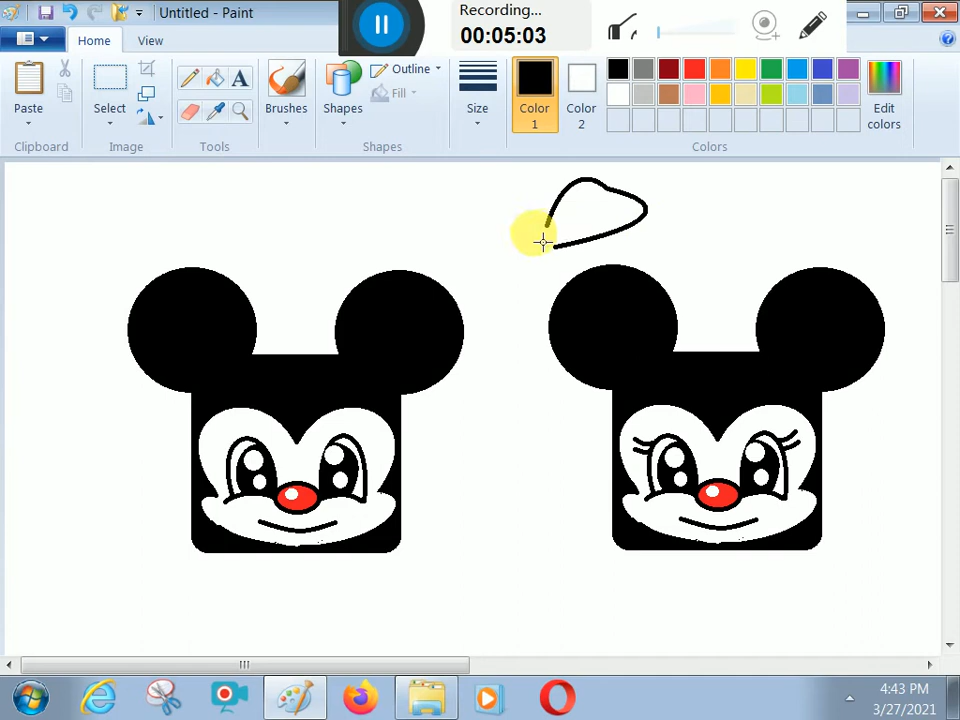 Untitled - Paint
Recording...
00:05:03
Home
View
Paste
Select
Brushes
Shapes
Outline
Fill
Size
Color
1
Color
2
Edit
colors
Clipboard
Image
Tools
Shapes
Colors
4:43 PM
3/27/2021